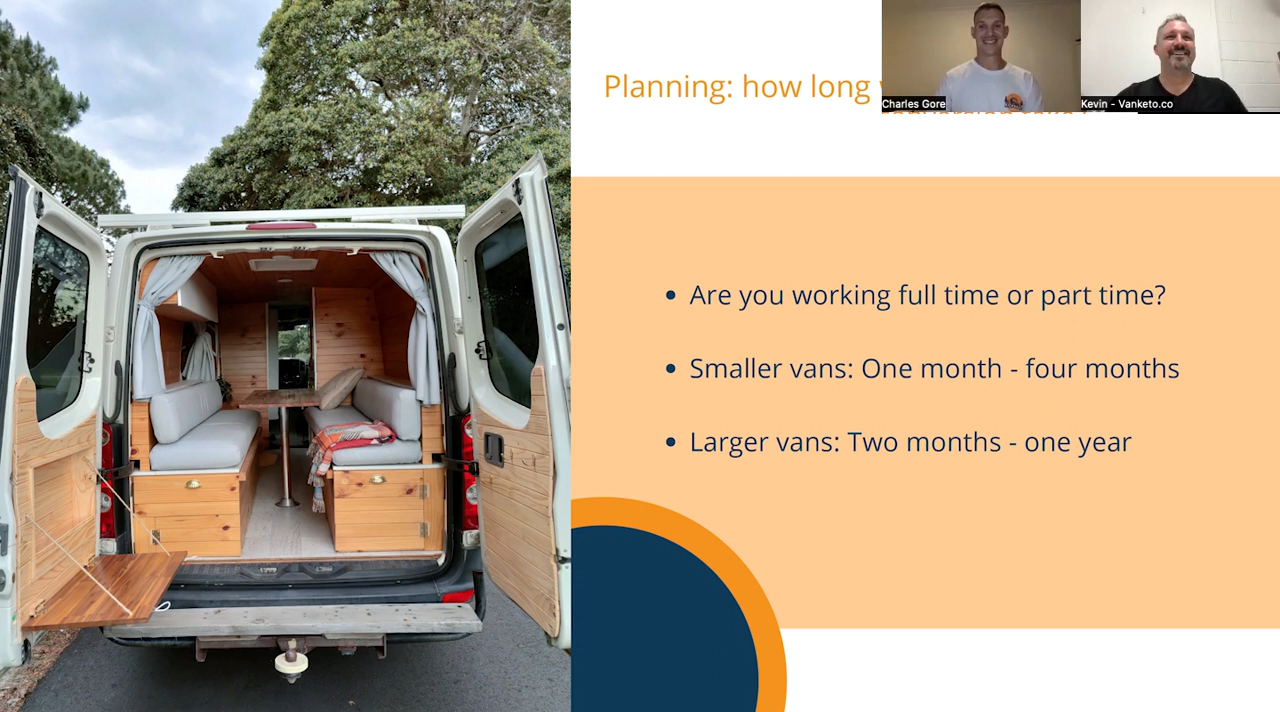 Planning: how long
Charles Gore
Kevin - Vanketo.co
Are you working full time or part time?
Smaller vans: One month - four months
Larger vans: Two months - one year